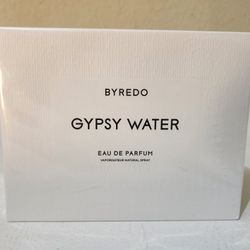 BYREDO
GYPSY WATER
EAU DE PARFUM
VAPORISATEUR NATURAL SPRAY